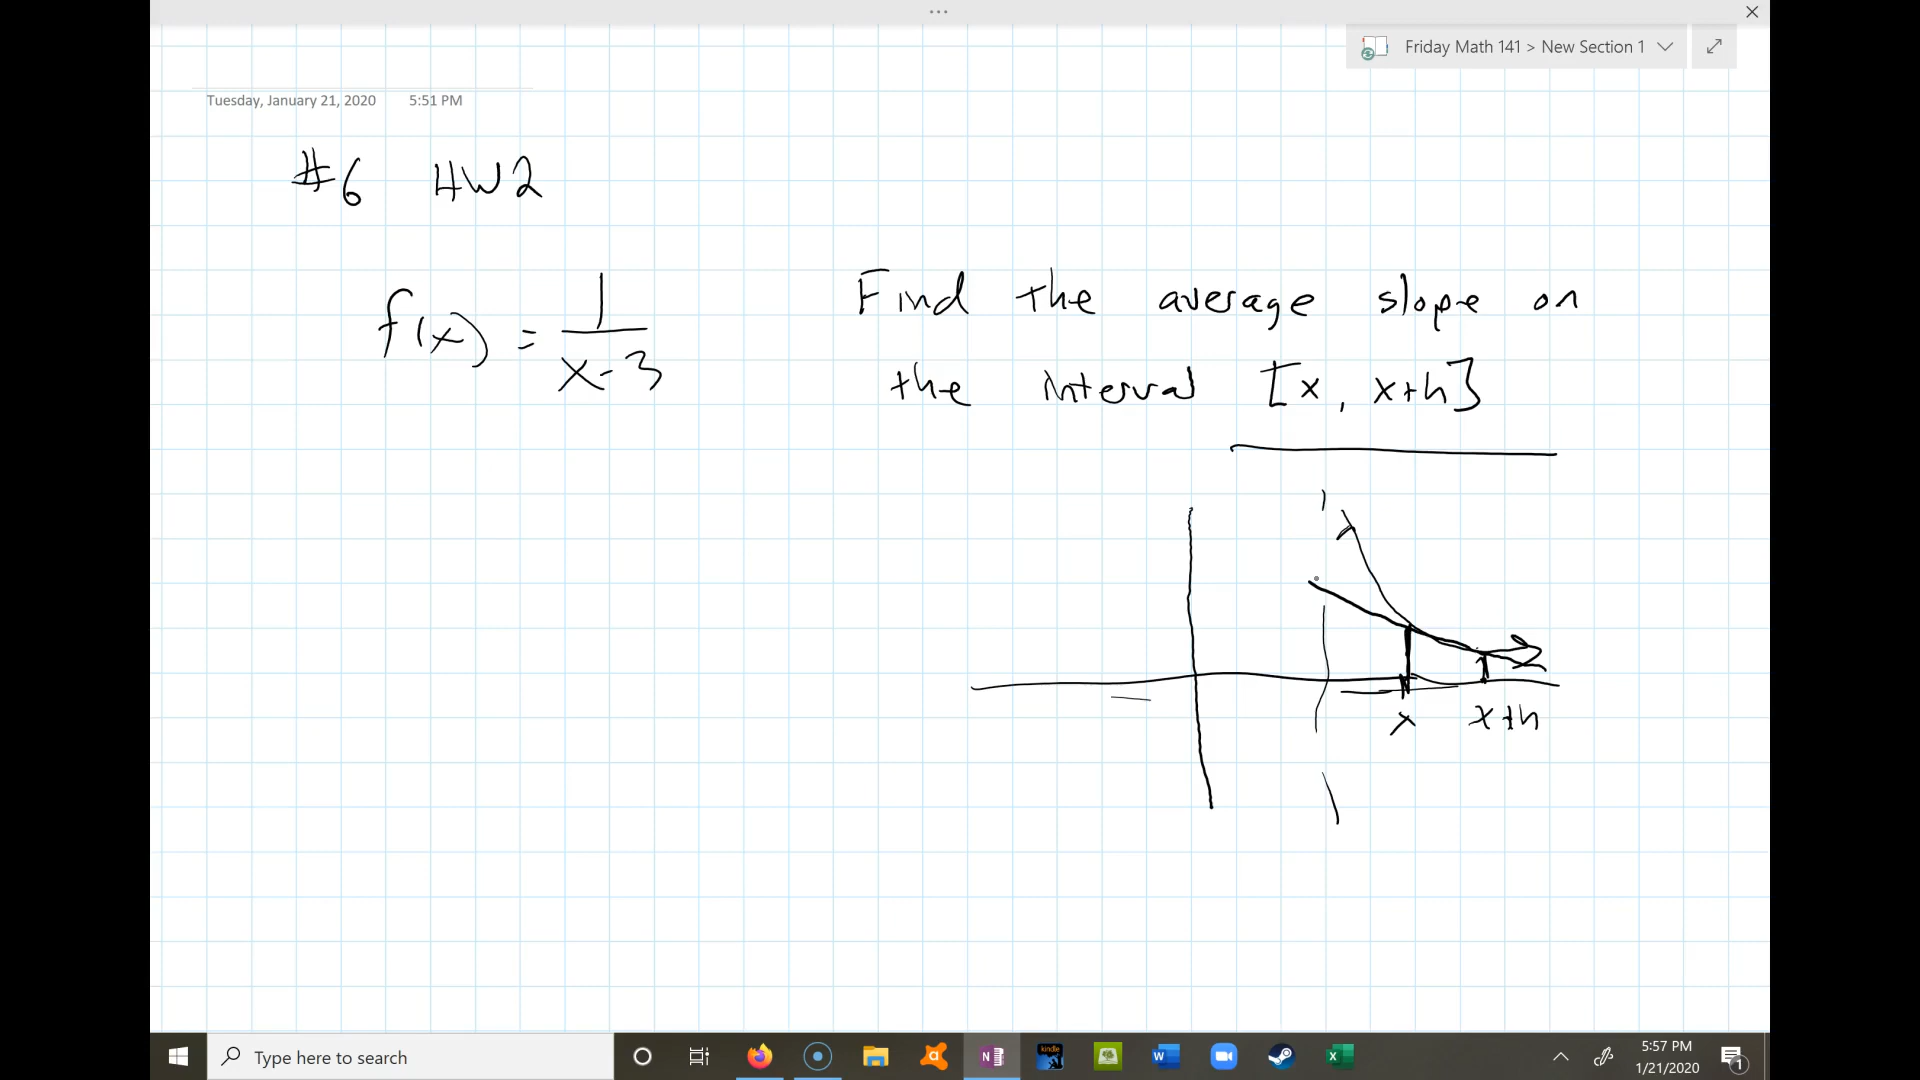 Friday Math 141 > New Section 1
Tuesday, January 21, 2020 5:51 PM
#6 HW2
f(x) = 1/(x-3)
Find the average slope on
the interval [x, x+h]
x x+h
Type here to search
5:57 PM
1/21/2020
1